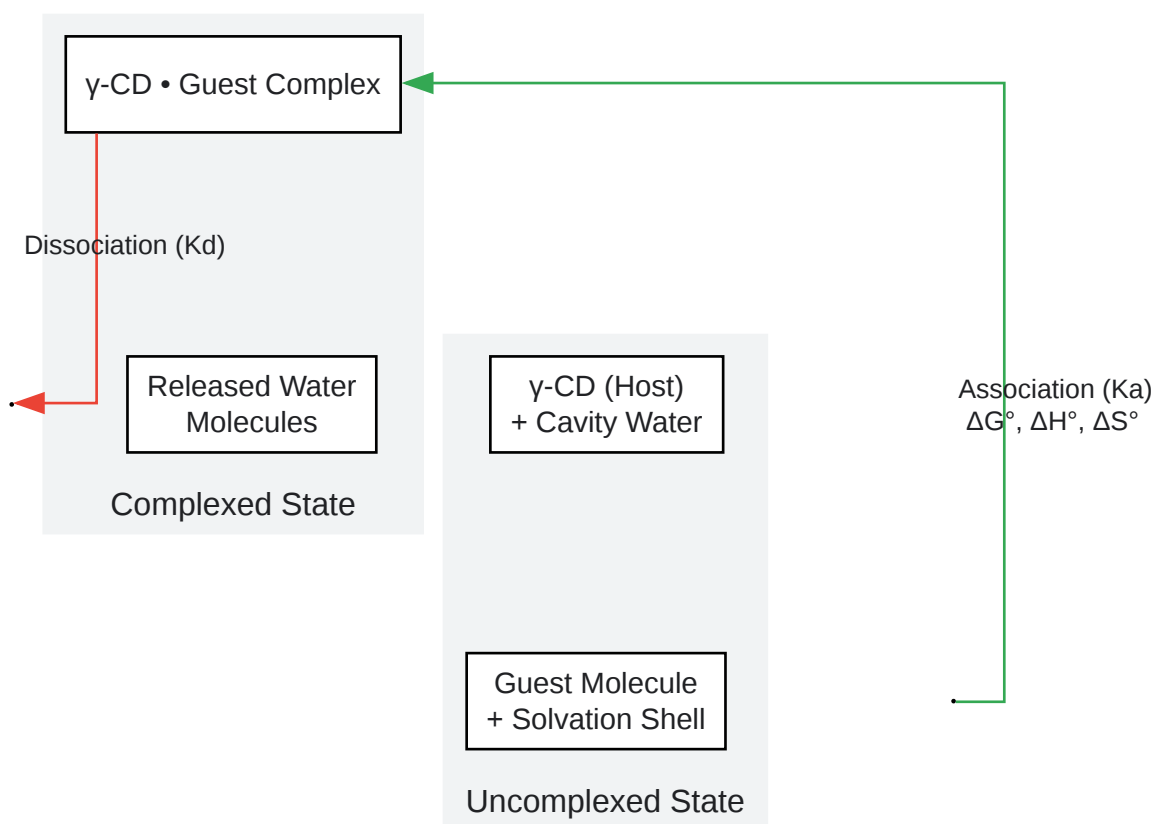 γ-CD • Guest Complex
Dissociation (Kd)
Released Water
Molecules
Complexed State
γ-CD (Host)
+ Cavity Water
Association (Ka)
ΔG°, ΔH°, ΔS°
Guest Molecule
+ Solvation Shell
Uncomplexed State